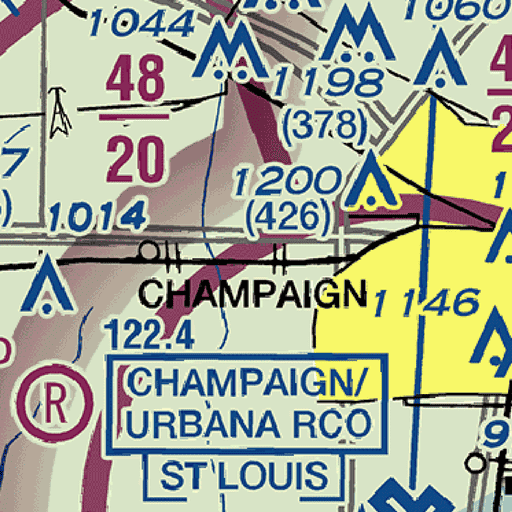 1044
1060
48
20
1198
(378)
1200
(426)
1014
CHAMPAIGN
1146
122.4
R
CHAMPAIGN/
URBANA RCO
ST LOUIS